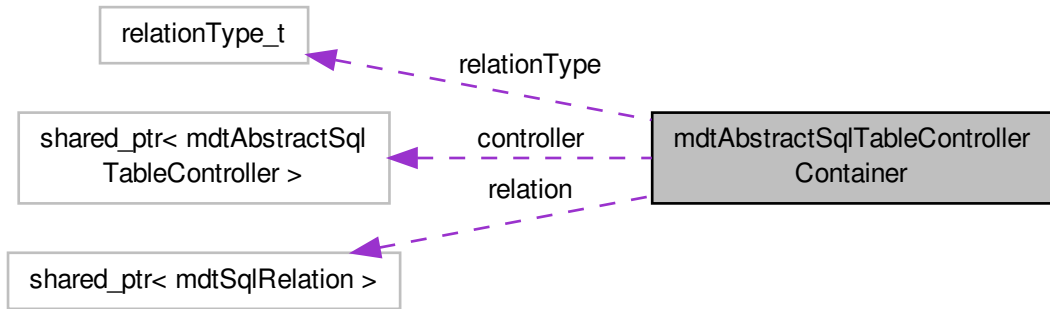 relationType_t
relationType
shared_ptr< mdtAbstractSql
TableController >
controller
mdtAbstractSqlTableController
Container
relation
shared_ptr< mdtSqlRelation >